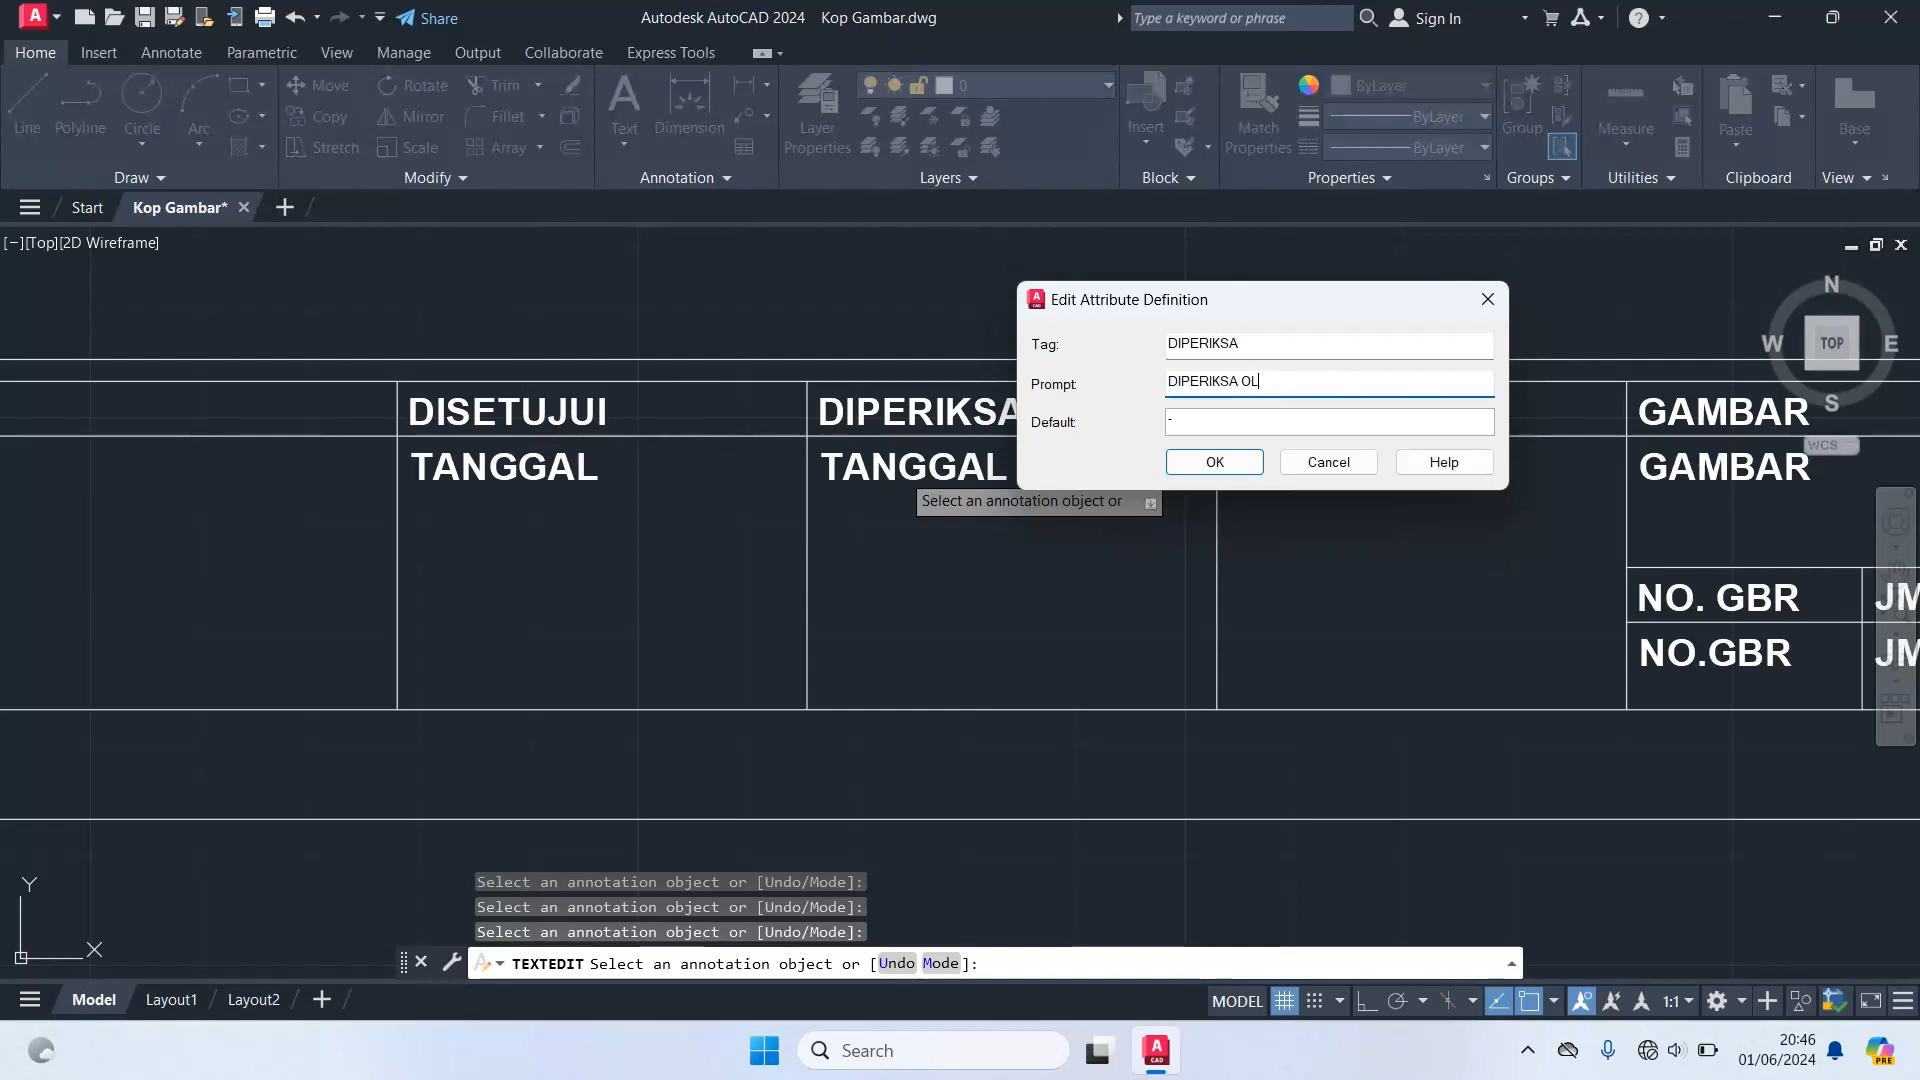 Share
Autodesk AutoCAD 2024 Kop Gambar.dwg
Type a keyword or phrase
Sign In
Home Insert Annotate Parametric View Manage Output Collaborate Express Tools
Line Polyline Circle Arc
Move Rotate Trim
Copy Mirror Fillet
Stretch Scale Array
Text Dimension
Layer Properties
0
Insert
Match Properties
ByLayer
ByLayer
ByLayer
Group
Measure
Paste
Base
Draw Modify Annotation Layers Block Properties Groups Utilities Clipboard View
Start Kop Gambar*
[−][Top][2D Wireframe]
Edit Attribute Definition
Tag: DIPERIKSA
Prompt: DIPERIKSA OL
Default: -
OK Cancel Help
N
W TOP E
S
WCS
DISETUJUI DIPERIKSA GAMBAR
TANGGAL TANGGAL GAMBAR
Select an annotation object or
NO. GBR JM
NO.GBR JM
Y
X
Select an annotation object or [Undo/Mode]:
Select an annotation object or [Undo/Mode]:
Select an annotation object or [Undo/Mode]:
TEXTEDIT Select an annotation object or [Undo Mode]:
Model Layout1 Layout2
MODEL 1:1
Search
20:46
01/06/2024
PRE